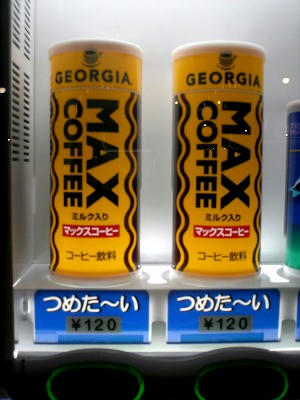 GEORGIA
MAX
COFFEE
ミルク入り
マックスコーヒー
コーヒー飲料
つめた〜い
¥120
GEORGIA
MAX
COFFEE
ミルク入り
マックスコーヒー
コーヒー飲料
つめた〜い
¥120